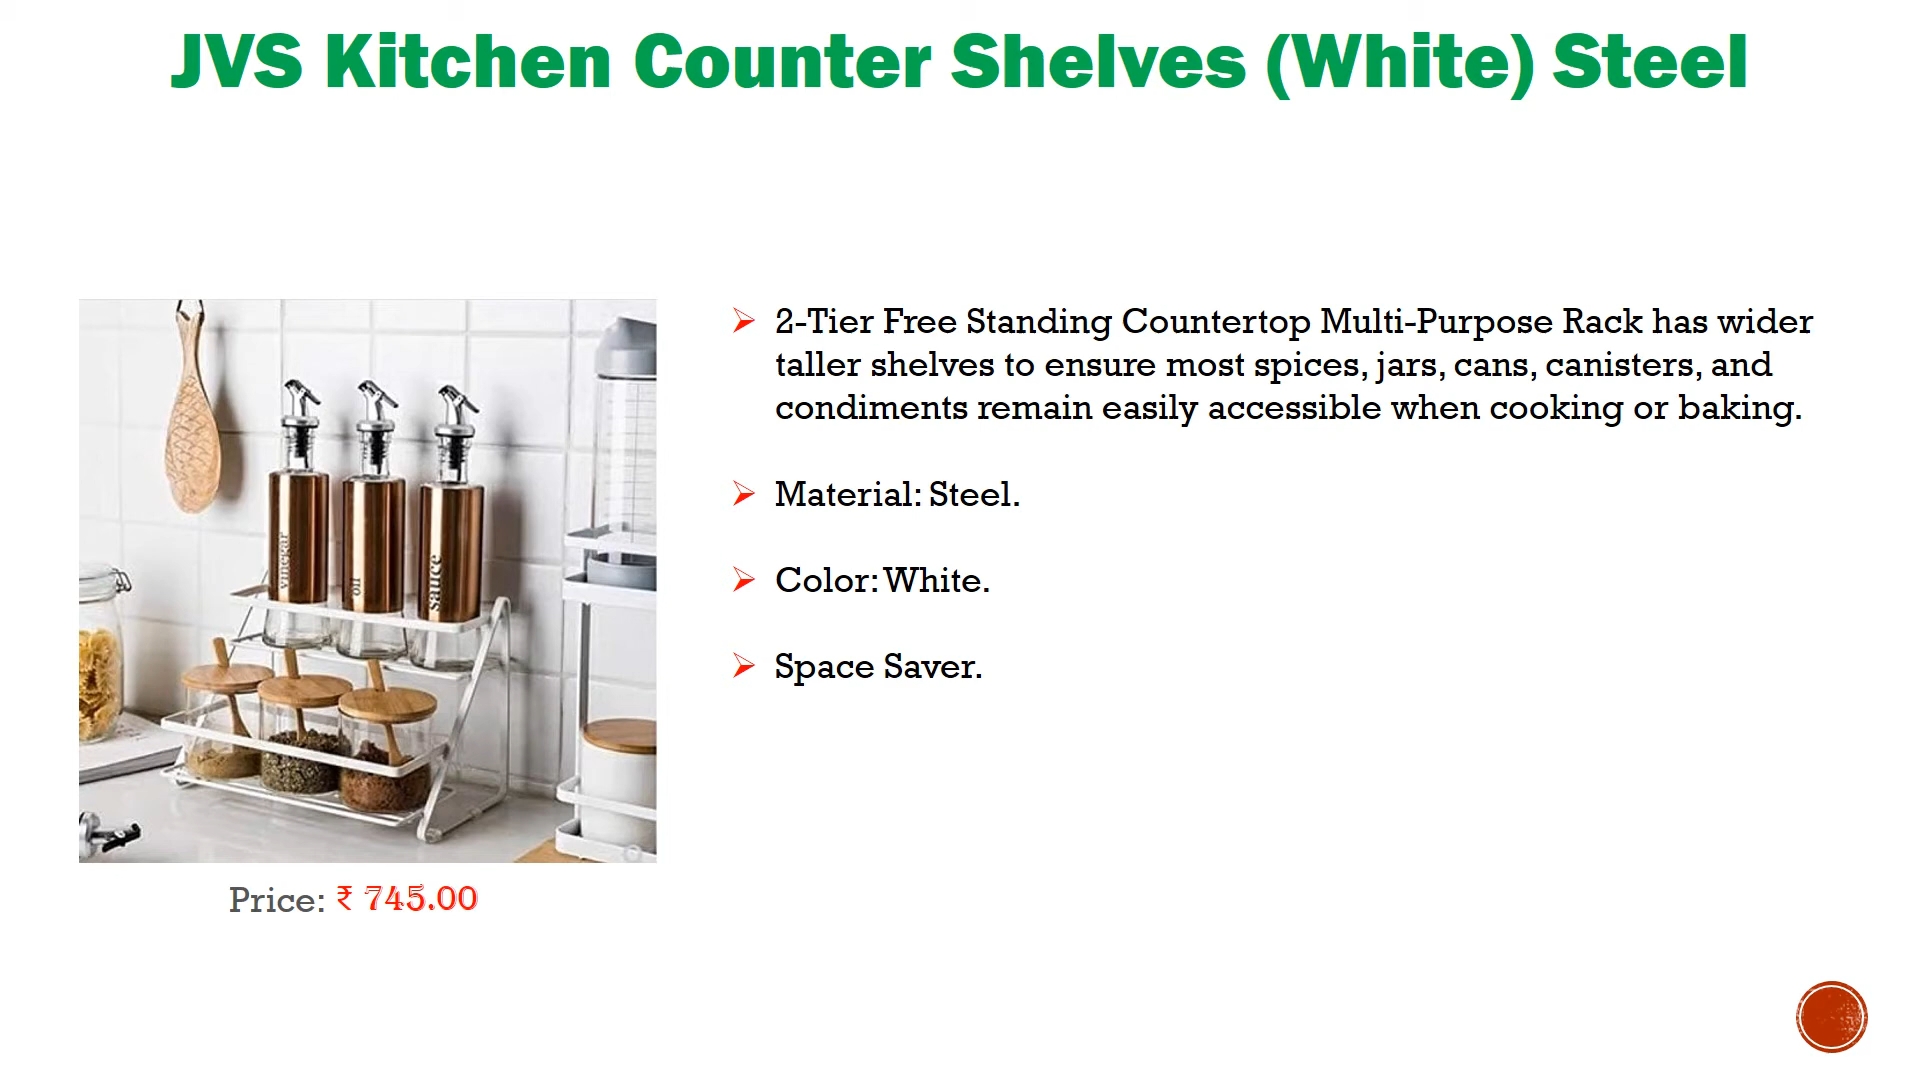 JVS Kitchen Counter Shelves (White) Steel
vinegar
oil
sauce
Price: ₹ 745.00
➢ 2-Tier Free Standing Countertop Multi-Purpose Rack has wider
taller shelves to ensure most spices, jars, cans, canisters, and
condiments remain easily accessible when cooking or baking.
➢ Material: Steel.
➢ Color: White.
➢ Space Saver.